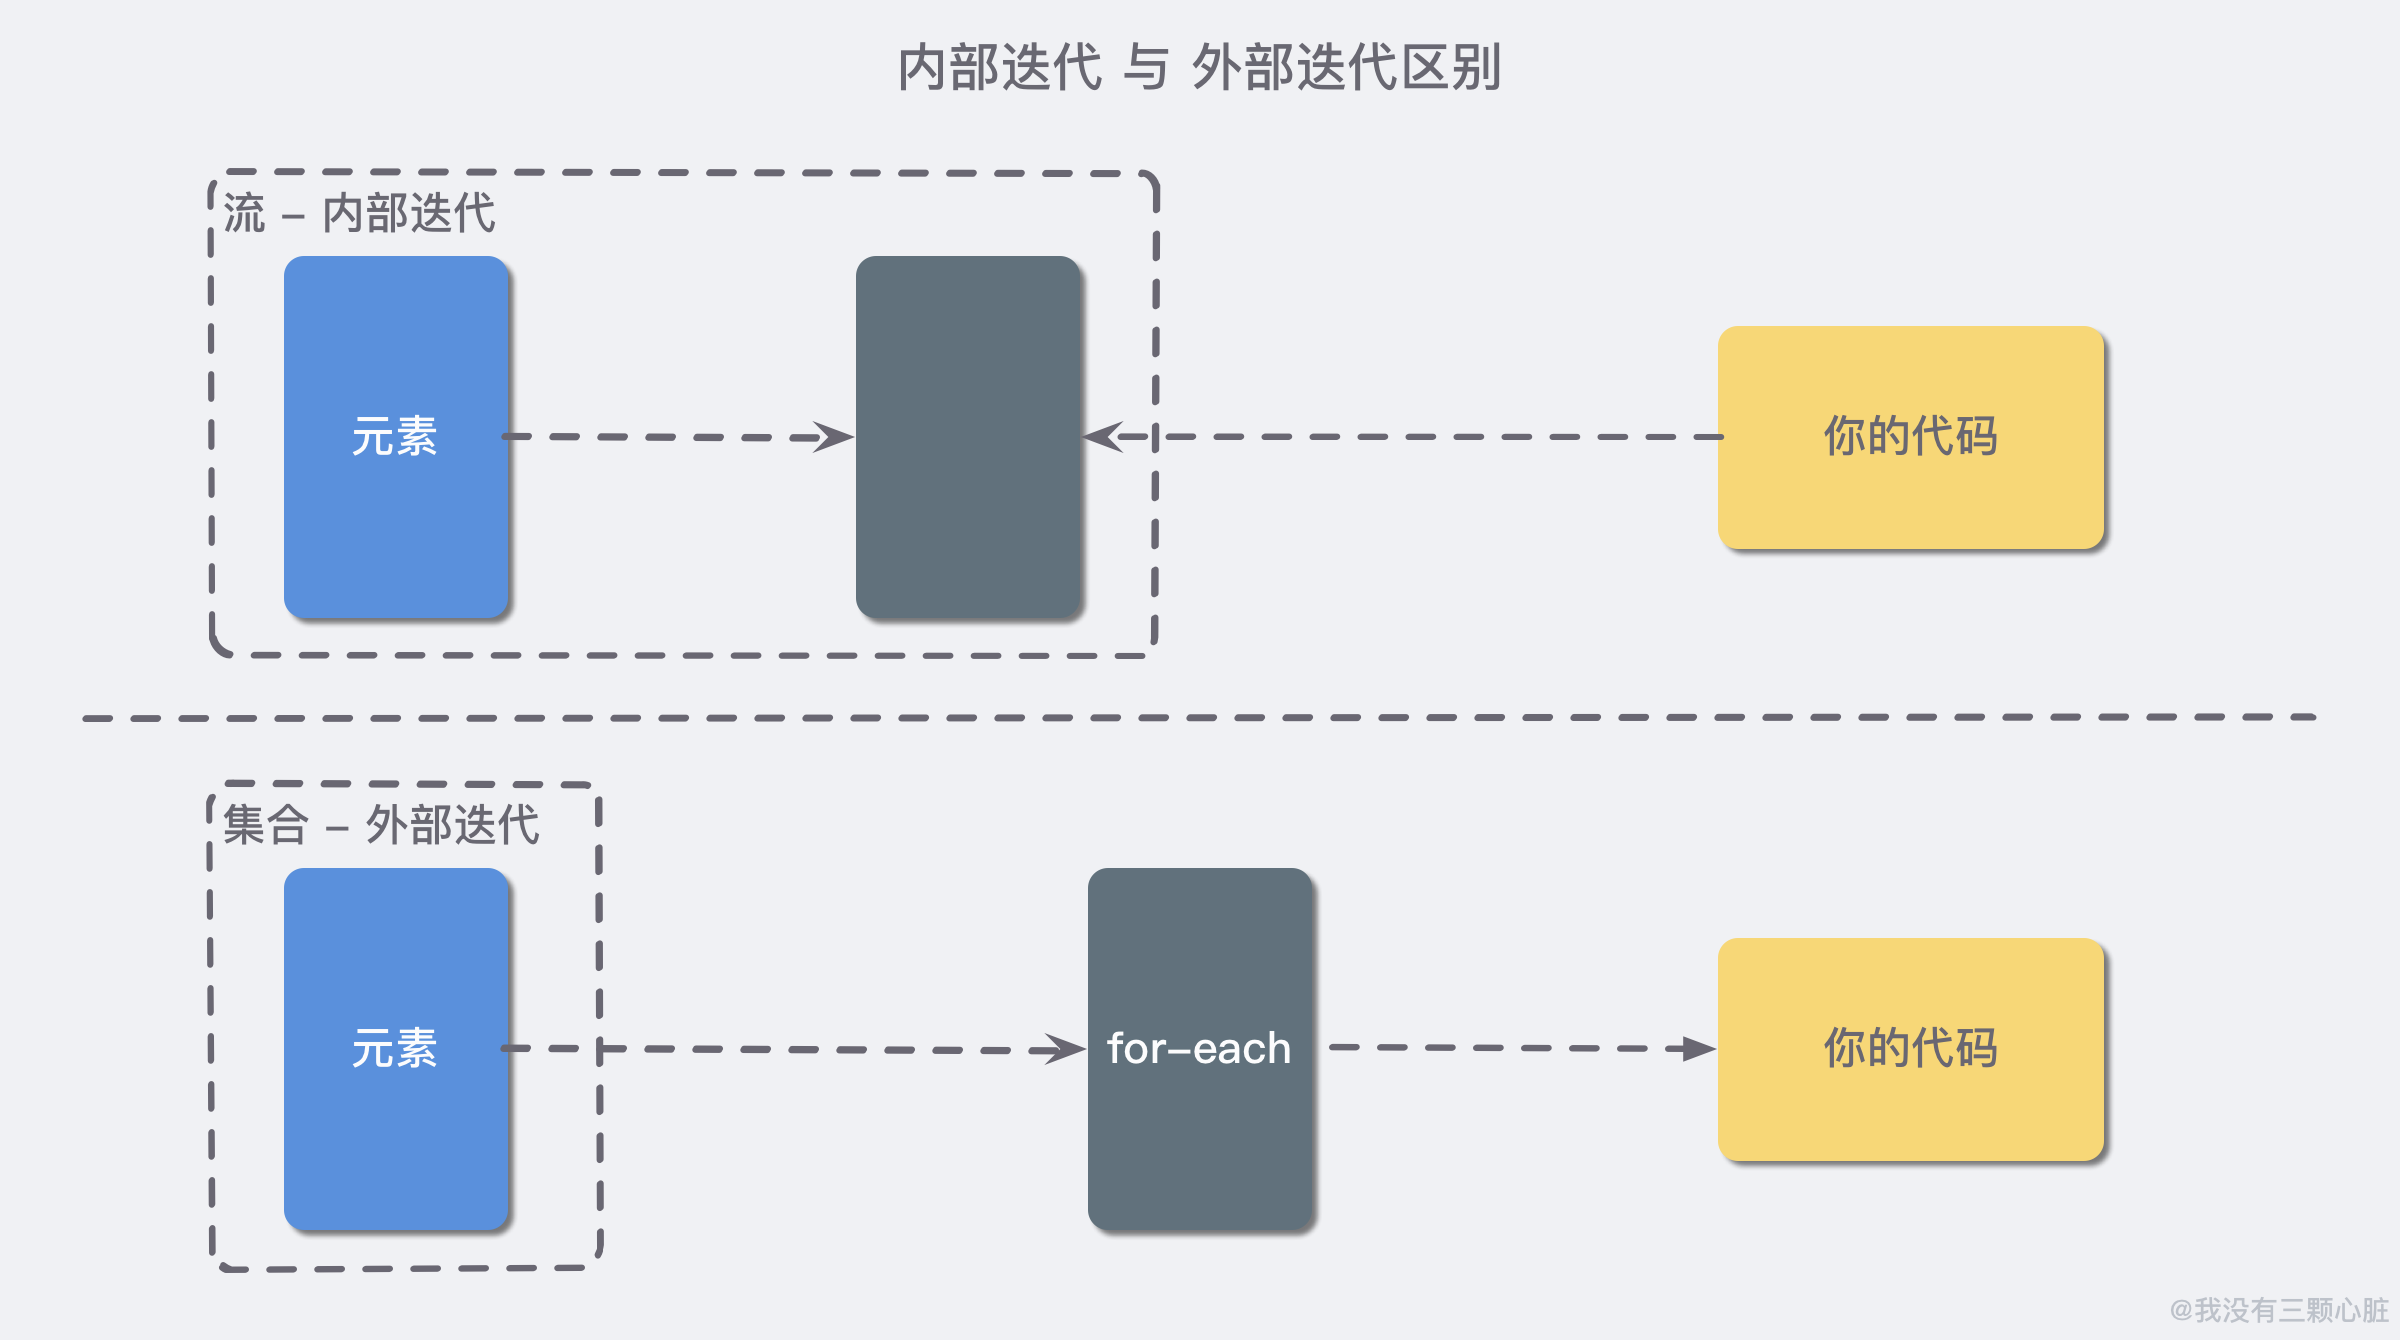 内部迭代 与 外部迭代区别
流 – 内部迭代
元素
你的代码
集合 – 外部迭代
元素
for-each
你的代码
@我没有三颗心脏